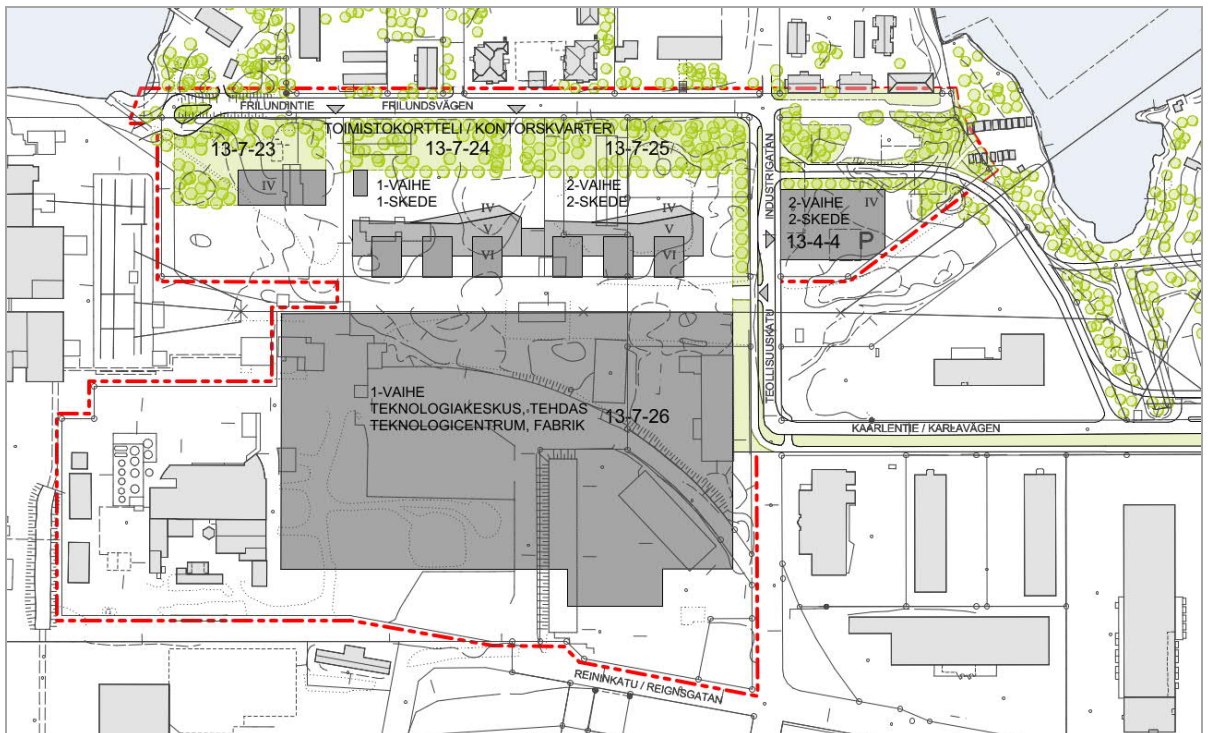 FRILUNDINTIE FRILUNDSVÄGEN
TOIMISTOKORTTELI / KONTORSKVARTER
13-7-23
13-7-24
13-7-25
IV
1-VAIHE
1-SKEDE
IV
V
VI
2-VAIHE
2-SKEDE
IV
V
VI
TEOLLISUUSKATU INDUSTRIGATAN
2-VAIHE IV
2-SKEDE
13-4-4 P
1-VAIHE
TEKNOLOGIAKESKUS, TEHDAS
TEKNOLOGICENTRUM, FABRIK
13-7-26
KAARLENTIE / KARLAVÄGEN
REININKATU / REIGNSGATAN